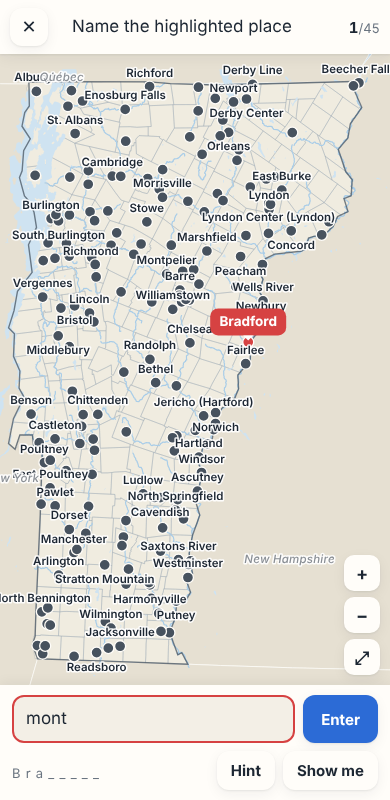 ✕ Name the highlighted place 1/45
Richford
Derby Line
Beecher Fall
Albu
Québec
Enosburg Falls
Newport
St. Albans
Derby Center
Orleans
Cambridge
East Burke
Morrisville
Lyndon
Burlington
Stowe
Lyndon Center (Lyndon)
South Burlington
Marshfield
Concord
Richmond
Montpelier
Peacham
Barre
Vergennes
Wells River
Lincoln
Williamstown
Newbury
Bristol
Chelsea
Bradford
Middlebury
Randolph
Fairlee
Bethel
Benson
Chittenden
Jericho (Hartford)
Castleton
Norwich
Poultney
Hartland
Windsor
East Poultney
w York
Ludlow
Ascutney
Pawlet
North Springfield
Dorset
Cavendish
Manchester
Saxtons River
Arlington
Westminster
New Hampshire
Stratton Mountain
orth Bennington
Harmonyville
Wilmington
Putney
Jacksonville
Readsboro
+
−
mont
Enter
B r a _ _ _ _ _
Hint
Show me